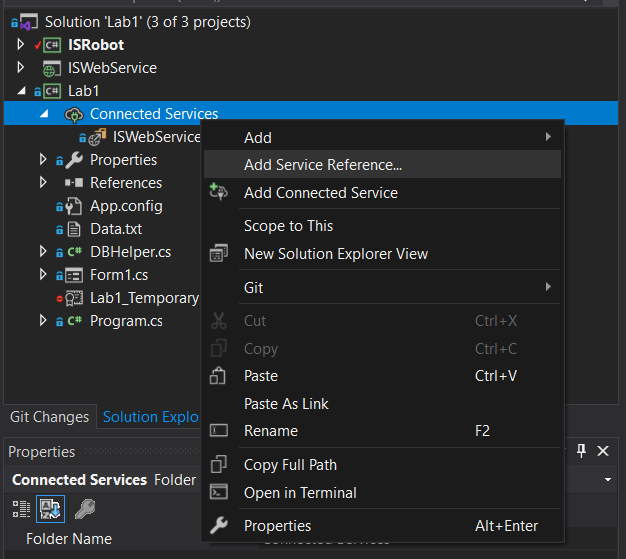 Solution 'Lab1' (3 of 3 projects)
C# ISRobot
ISWebService
C# Lab1
Connected Services
ISWebService
Add
Properties
Add Service Reference...
References
Add Connected Service
App.config
Scope to This
Data.txt
New Solution Explorer View
C# DBHelper.cs
Form1.cs
Git
Lab1_Temporary
C# Program.cs
Cut Ctrl+X
Copy Ctrl+C
Paste Ctrl+V
Paste As Link
Git Changes Solution Explo
Rename F2
Properties
Copy Full Path
Connected Services Folder
Open in Terminal
Properties Alt+Enter
Folder Name